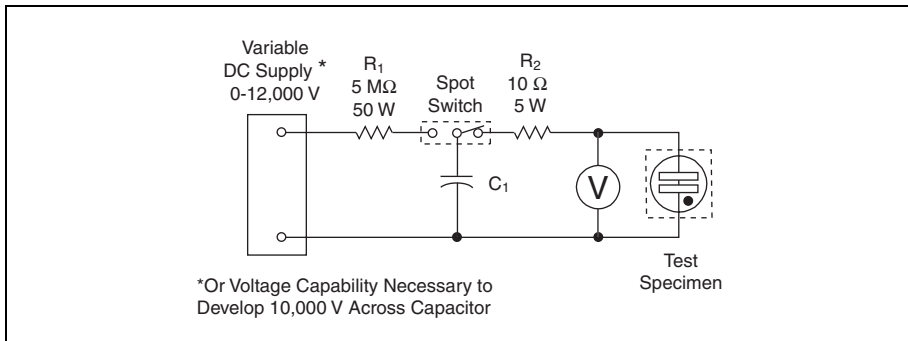 Variable
DC Supply *
0-12,000 V
R1
5 MΩ
50 W
Spot
Switch
R2
10 Ω
5 W
C1
V
Test
Specimen
*Or Voltage Capability Necessary to
Develop 10,000 V Across Capacitor